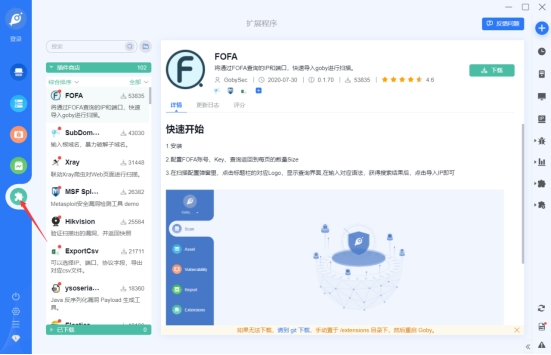 扩展程序
反馈问题
登录
搜索
插件商店 102
综合排序 全部
FOFA 53835
将通过FOFA查询的IP和端口，快速
导入goby进行扫描。
SubDom... 43030
输入根域名，暴力破解子域名。
Xray 31448
联动Xray爬虫对Web页面进行扫描。
MSF Spl... 26382
Metasploit安全漏洞检测工具 demo
Hikvision 25564
验证扫描出的漏洞，并返回快照
ExportCsv 21711
可以选择IP、端口、协议字段，导出
对应csv文件。
ysoseria... 18360
Java 反序列化漏洞 Payload 生成工
具。
已下载 0
FOFA
将通过FOFA查询的IP和端口，快速导入goby进行扫描。
GobySec 2020-07-30 0.1.70 53835 4.6
下载
详情 更新日志 评论
快速开始
1.安装
2.配置FOFA账号、Key、查询返回到每页的数量Size
3.在扫描配置弹窗里，点击标题栏的对应Logo，显示查询界面.在输入对应语法，获得搜索结果后，点击导入IP即可
Scan
Asset
Vulnerability
Report
Extensions
如果无法下载，请到 git 下载，手动置于 /extensions 目录下，然后重启 Goby。